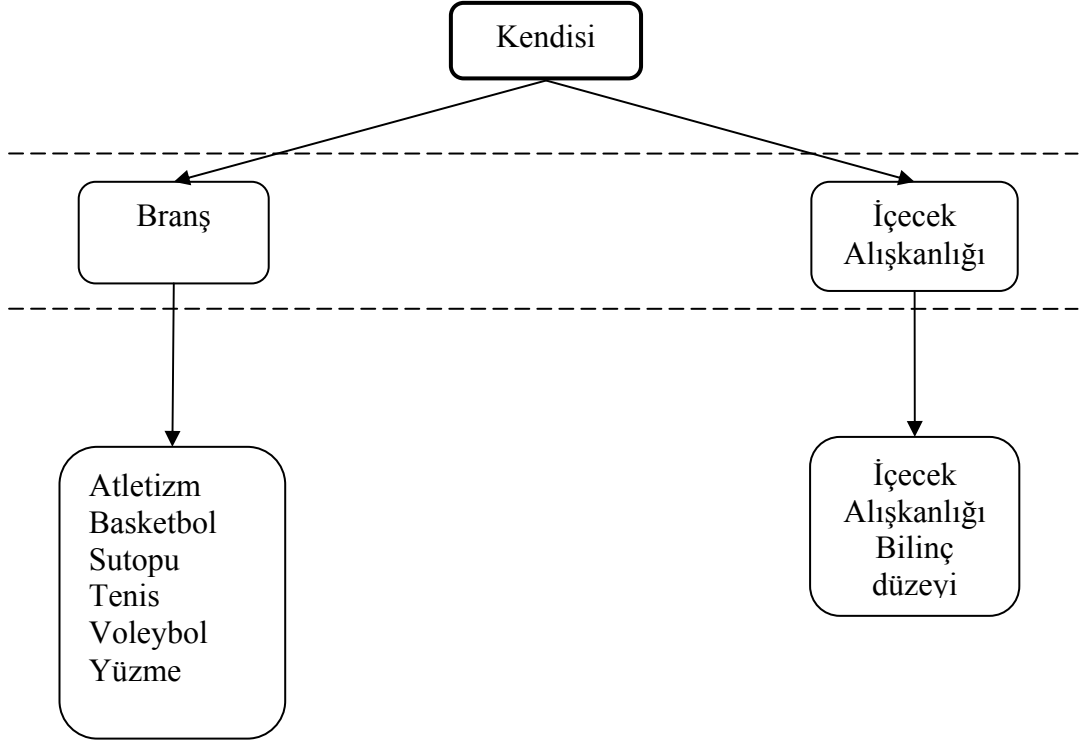 Kendisi
Branş
İçecek
Alışkanlığı
Atletizm
Basketbol
Sutopu
Tenis
Voleybol
Yüzme
İçecek
Alışkanlığı
Bilinç
düzeyi